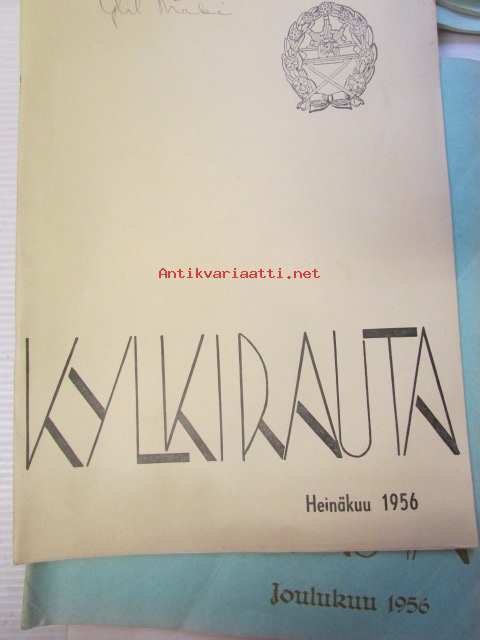 Antikvariaatti.net
KYLKIRAUTA
Heinäkuu 1956
Joulukuu 1956